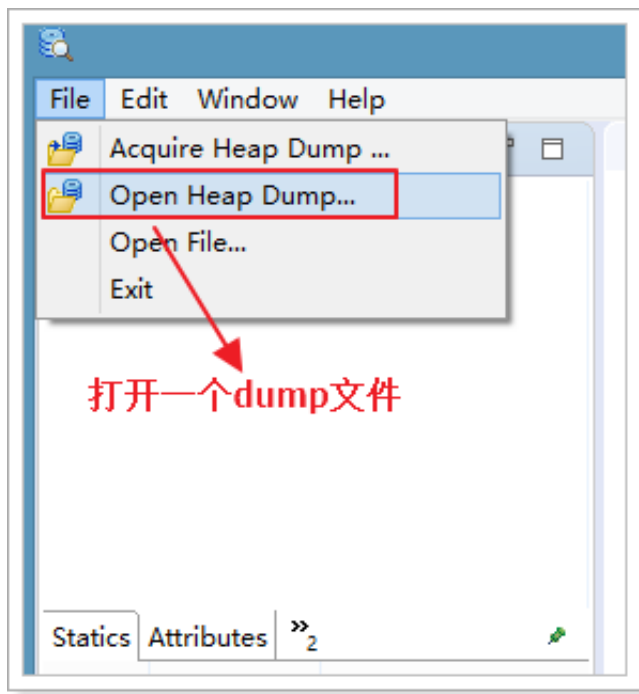 File Edit Window Help
Acquire Heap Dump ...
Open Heap Dump...
Open File...
Exit
打开一个dump文件
Statics Attributes »2